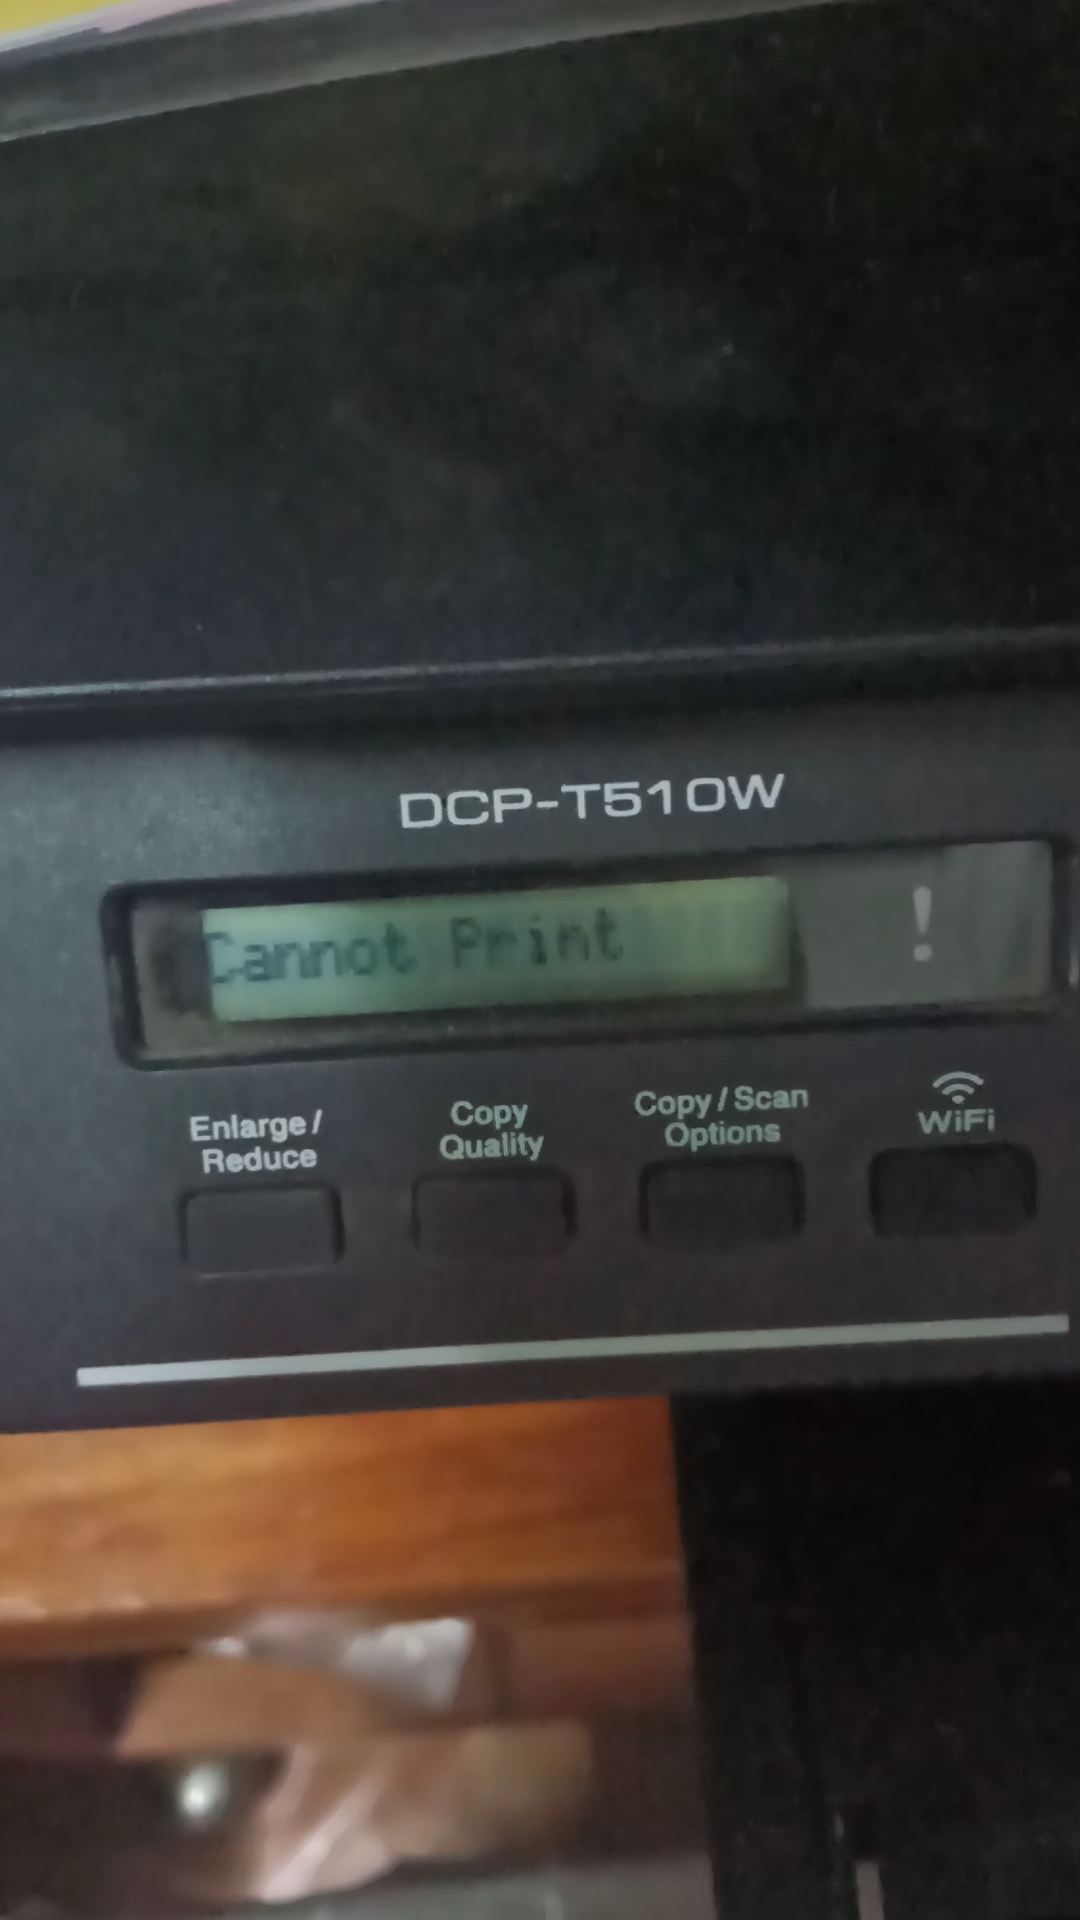 DCP-T510W
Cannot Print
!
Enlarge /
Reduce
Copy
Quality
Copy / Scan
Options
WiFi